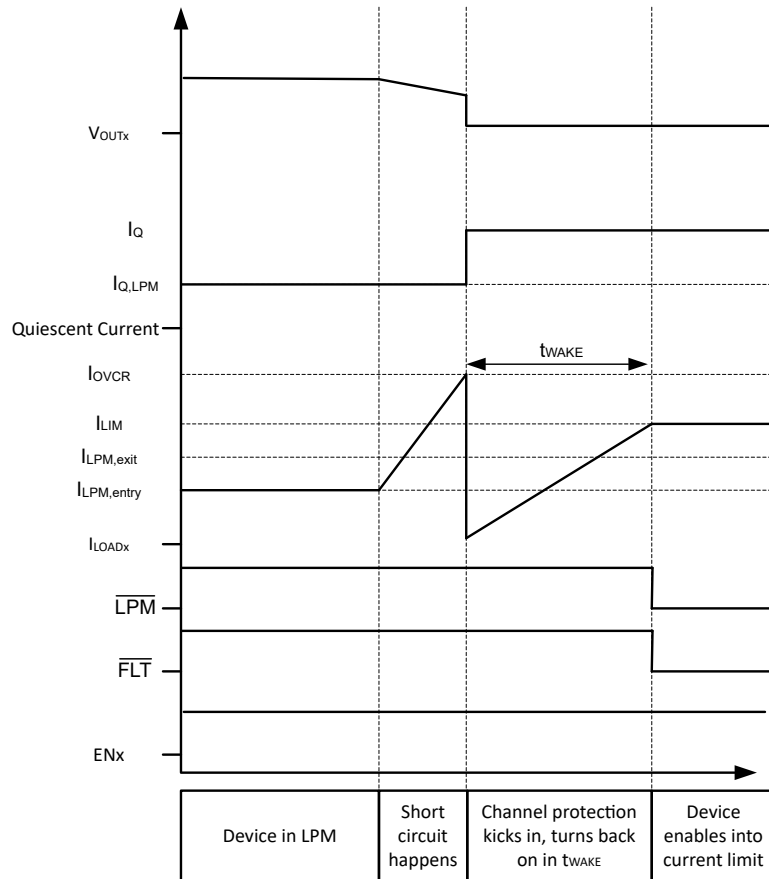 VOUTx
IQ
IQ,LPM
Quiescent Current
IOVCR
tWAKE
ILIM
ILPM,exit
ILPM,entry
ILOADx
LPM
FLT
ENx
Device in LPM
Short
circuit
happens
Channel protection
kicks in, turns back
on in tWAKE
Device
enables into
current limit